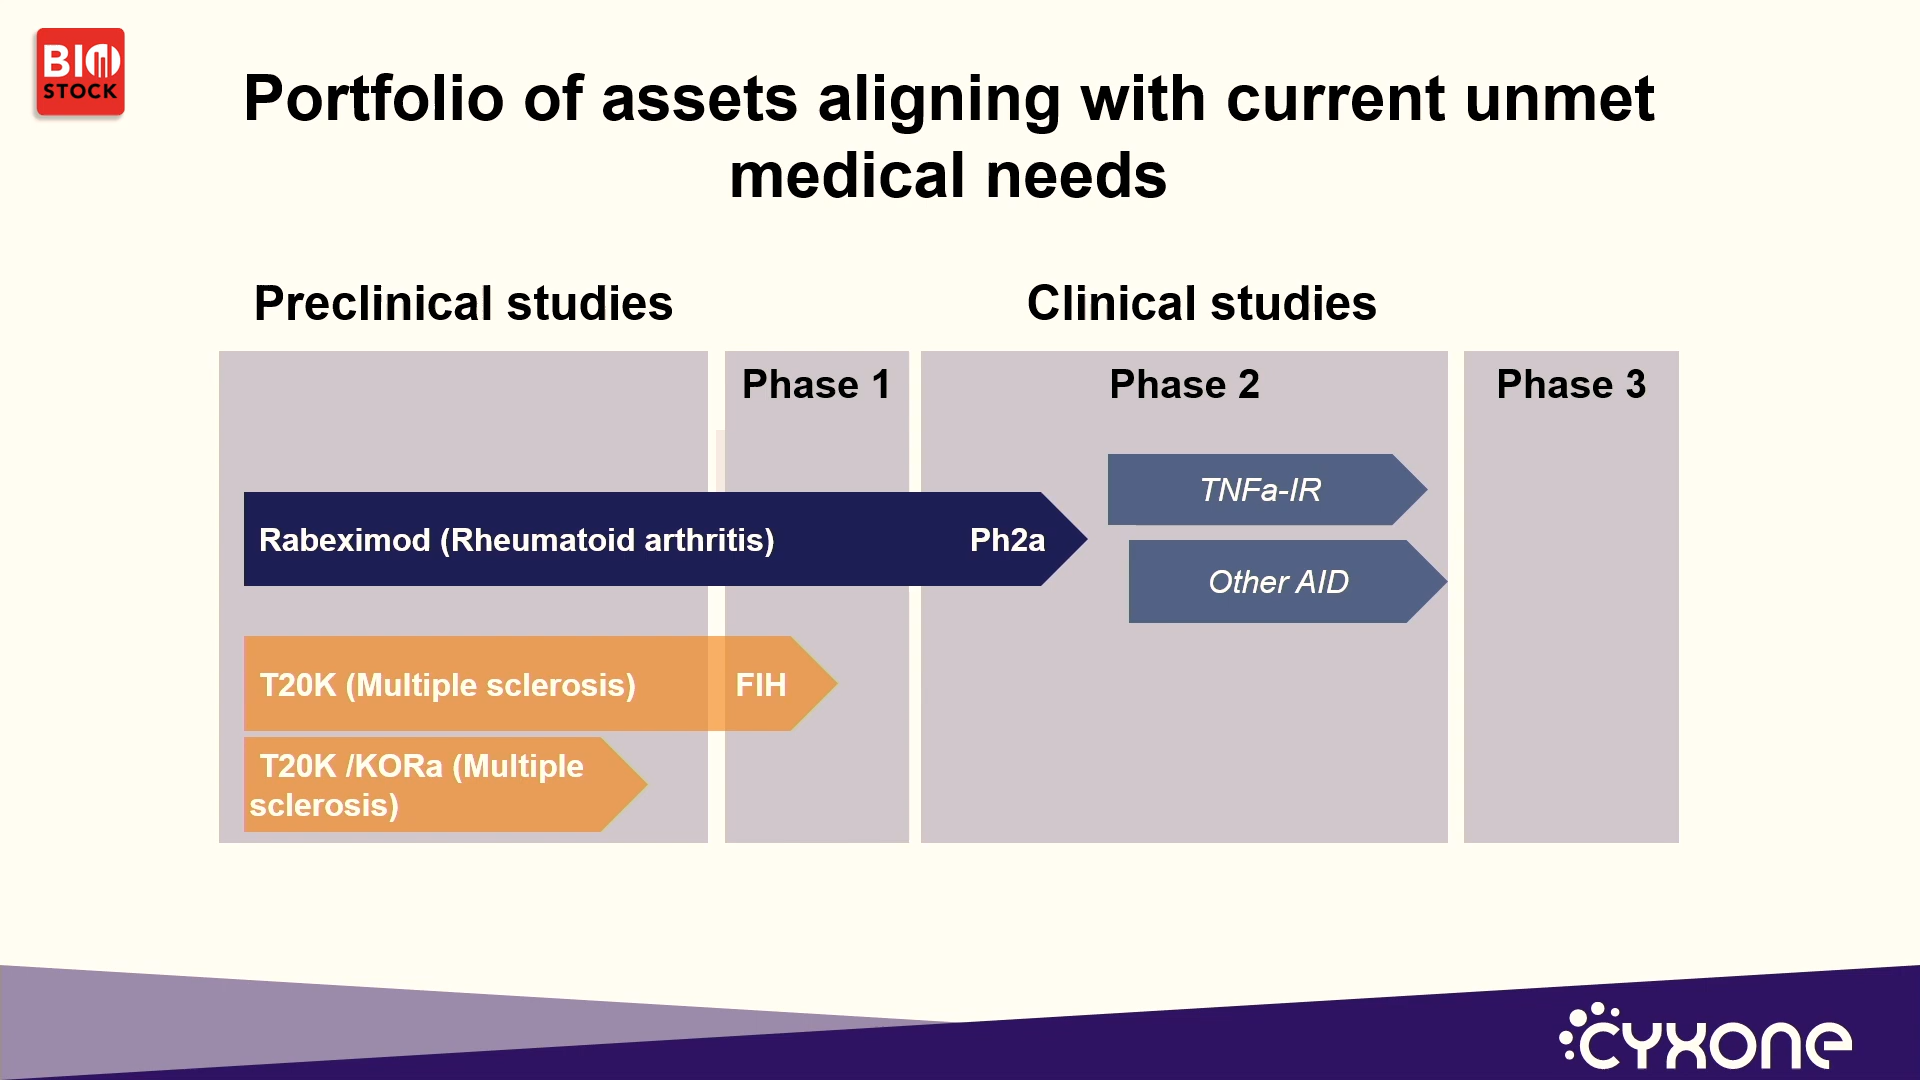 BIO
STOCK
Portfolio of assets aligning with current unmet
medical needs
Preclinical studies
Clinical studies
Phase 1
Phase 2
Phase 3
TNFa-IR
Rabeximod (Rheumatoid arthritis)
Ph2a
Other AID
T20K (Multiple sclerosis)
FIH
T20K /KORa (Multiple
sclerosis)
cyxone